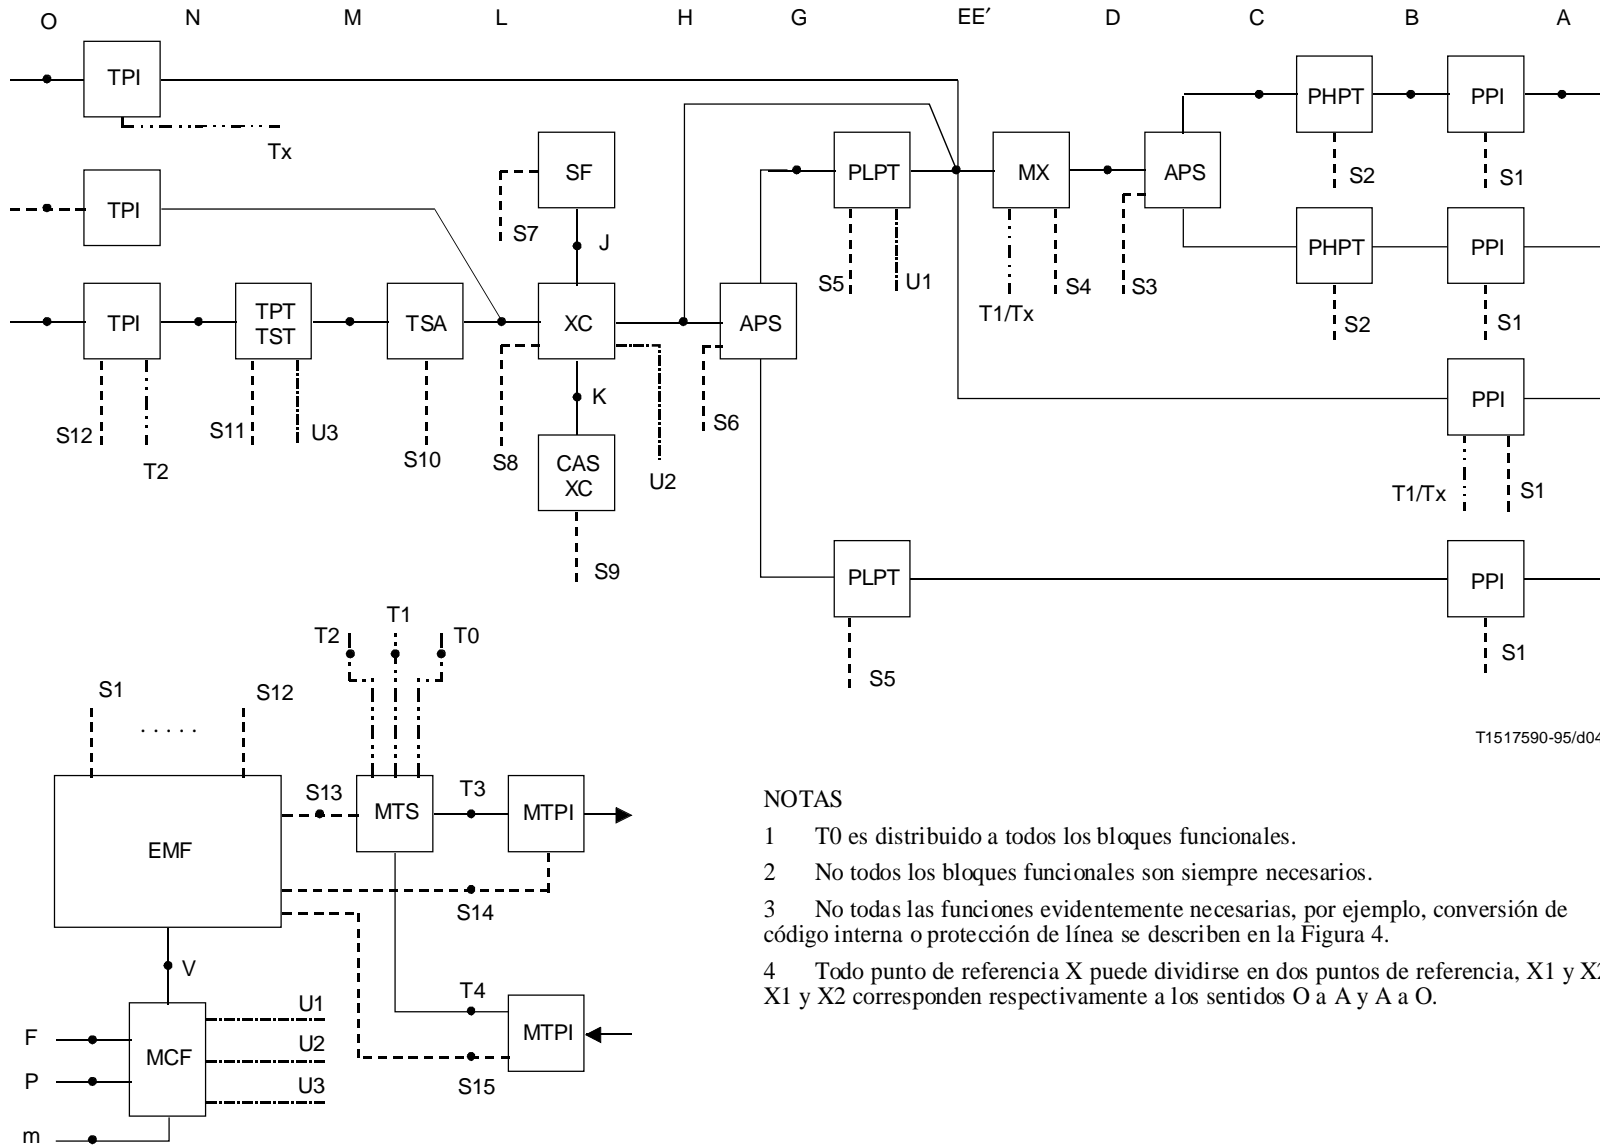 O N M L H G EE′ D C B A
TPI
Tx
PHPT PPI
S2 S1
SF
S7
J
PLPT MX APS
S5 U1 T1/Tx S4 S3
TPI
PHPT PPI
S2 S1
TPI TPT TST TSA XC APS
S12 T2 S11 U3 S10 S8 U2 S6
K
CAS
XC
S9
PPI
T1/Tx S1
PLPT
S5
PPI
S1
T1517590-95/d04
T2 T1 T0
S1 ..... S12
EMF
S13
MTS
T3
MTPI
S14
T4
MTPI
S15
V
F
P
m
MCF
U1
U2
U3
NOTAS
1 T0 es distribuido a todos los bloques funcionales.
2 No todos los bloques funcionales son siempre necesarios.
3 No todas las funciones evidentemente necesarias, por ejemplo, conversión de
código interna o protección de línea se describen en la Figura 4.
4 Todo punto de referencia X puede dividirse en dos puntos de referencia, X1 y X2
X1 y X2 corresponden respectivamente a los sentidos O a A y A a O.